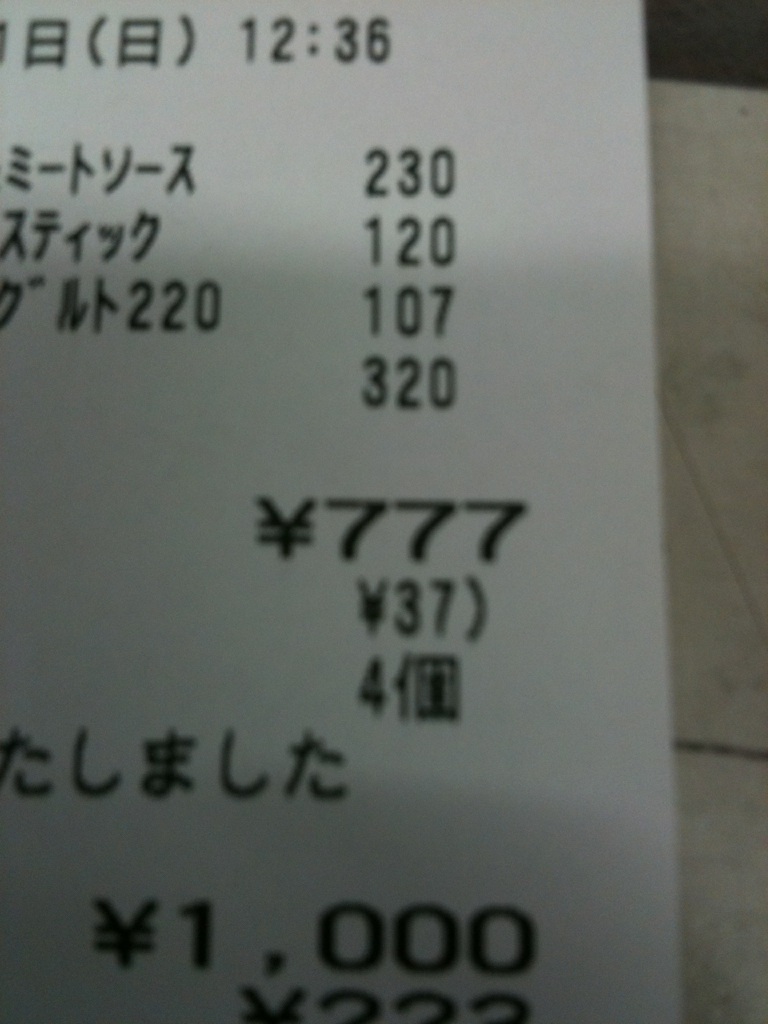 日(日) 12:36
ミートソース 230
スティック 120
グルト220 107
320
¥777
¥37)
4個
たしました
¥1,000
¥223